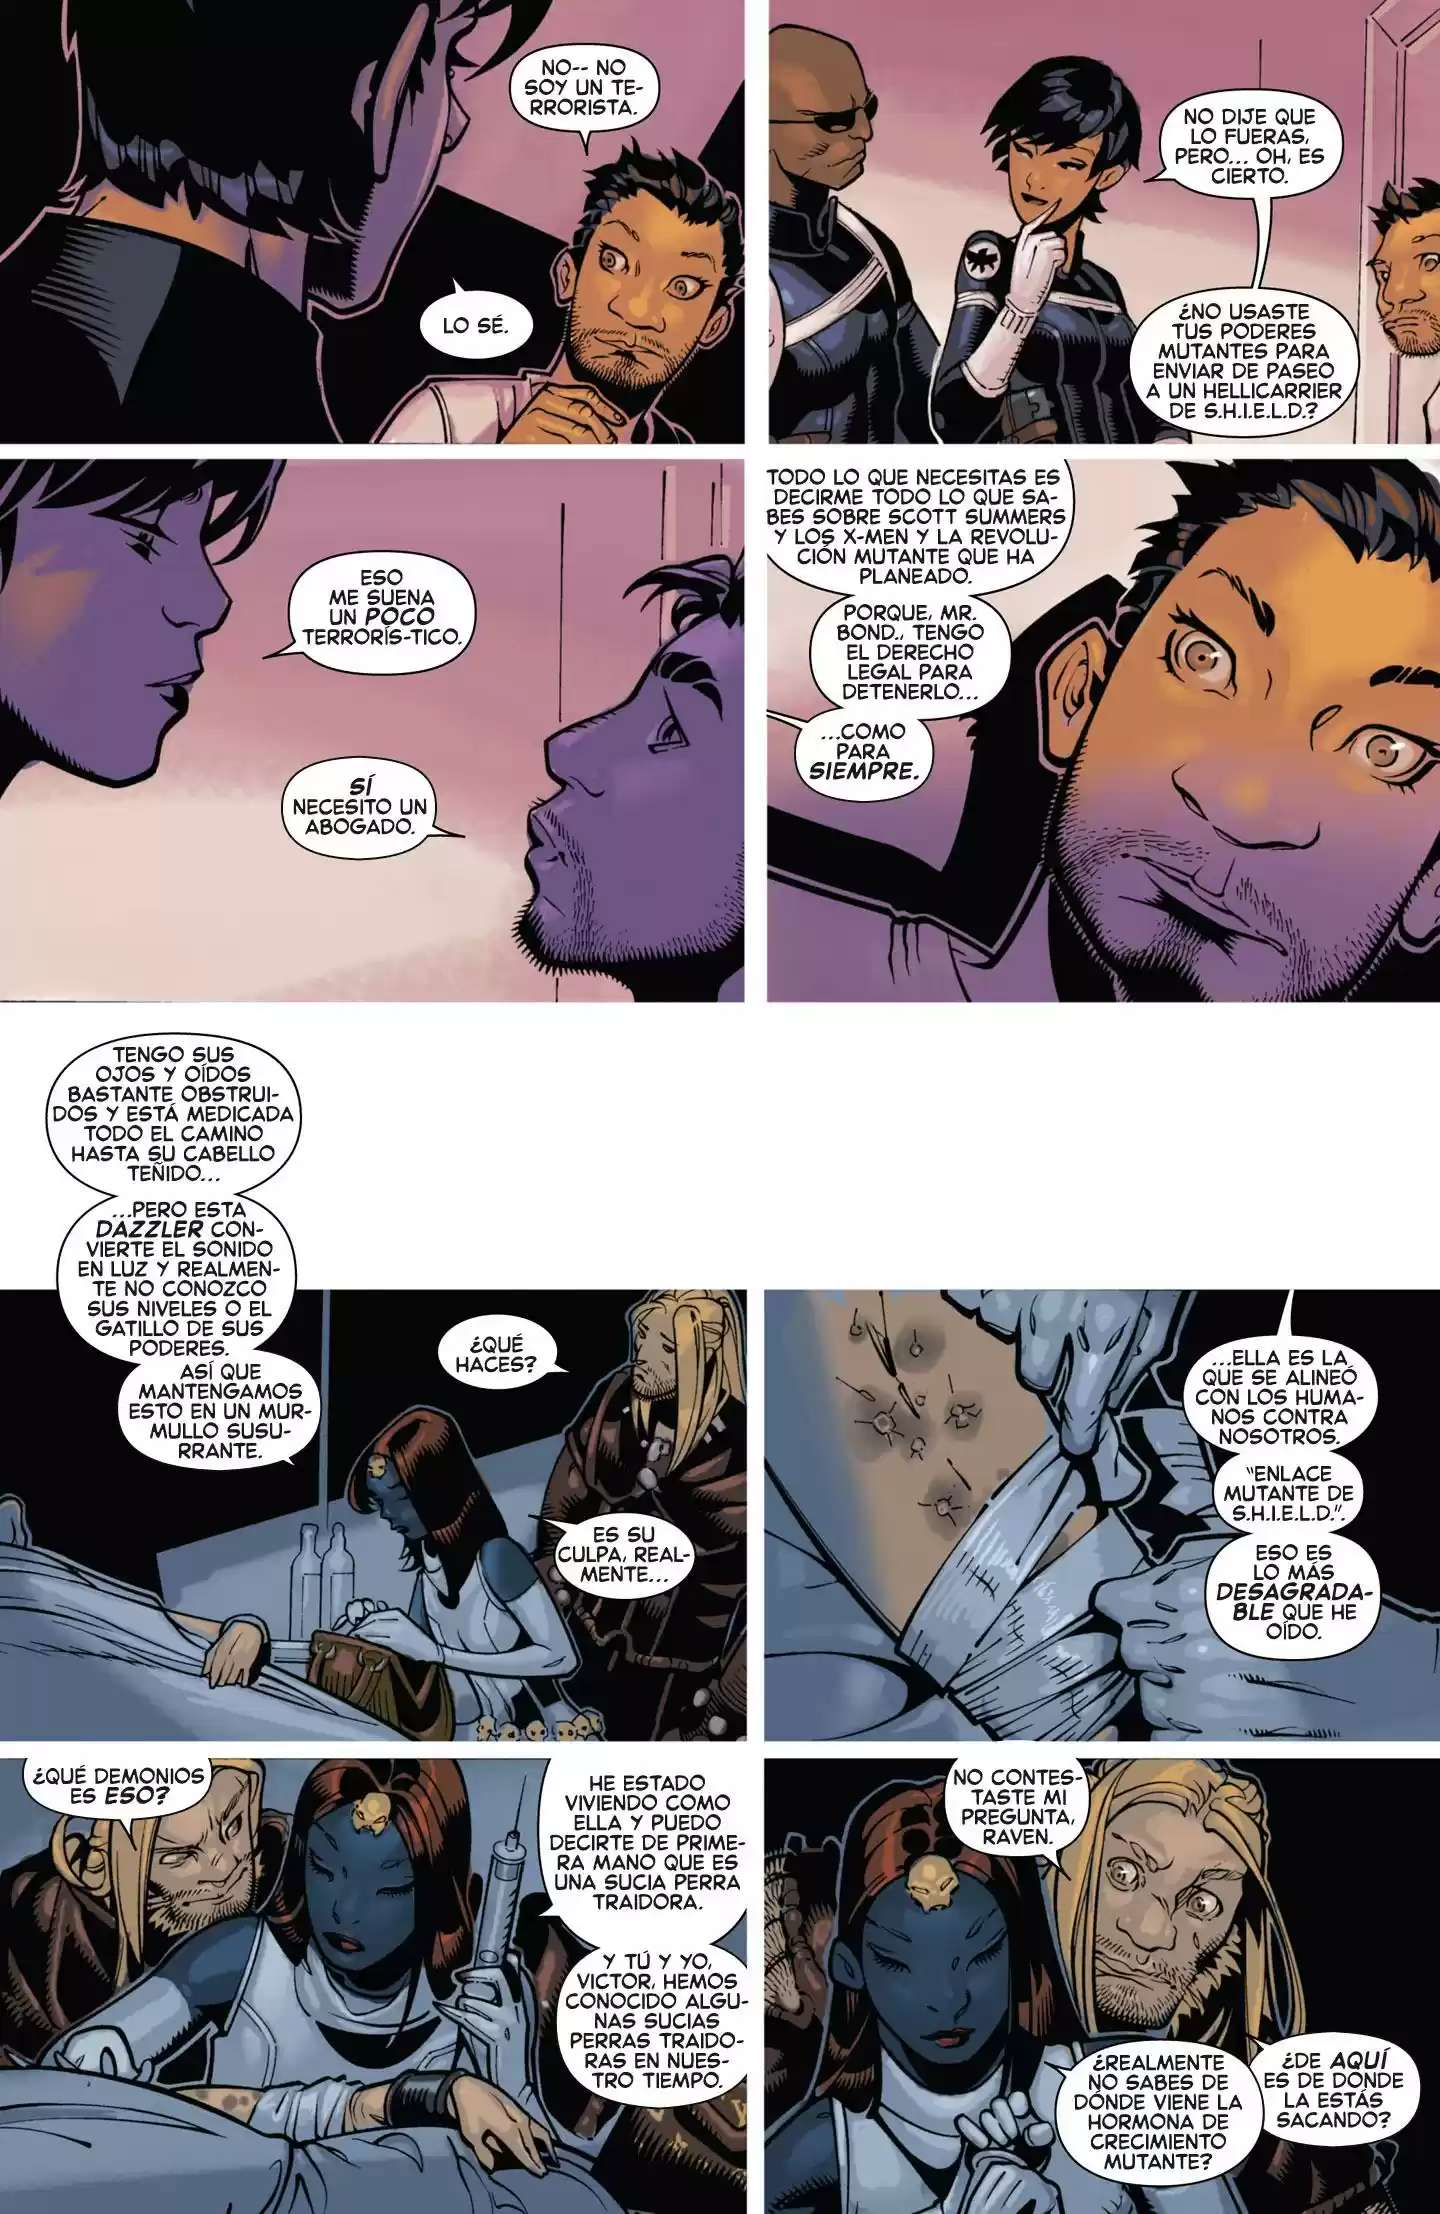 NO-- NO
SOY UN TE-
RRORISTA.
LO SÉ.
NO DIJE QUE
LO FUERAS,
PERO... OH, ES
CIERTO.
¿NO USASTE
TUS PODERES
MUTANTES PARA
ENVIAR DE PASEO
A UN HELLICARRIER
DE S.H.I.E.L.D.?
ESO
ME SUENA
UN POCO
TERRORÍS-TICO.
SÍ
NECESITO UN
ABOGADO.
TODO LO QUE NECESITAS ES
DECIRME TODO LO QUE SA-
BES SOBRE SCOTT SUMMERS
Y LOS X-MEN Y LA REVOLU-
CIÓN MUTANTE QUE HA
PLANEADO.
PORQUE, MR.
BOND., TENGO
EL DERECHO
LEGAL PARA
DETENERLO...
...COMO
PARA
SIEMPRE.
TENGO SUS
OJOS Y OÍDOS
BASTANTE OBSTRUI-
DOS Y ESTÁ MEDICADA
TODO EL CAMINO
HASTA SU CABELLO
TEÑIDO...
...PERO ESTA
DAZZLER CON-
VIERTE EL SONIDO
EN LUZ Y REALMEN-
TE NO CONOZCO
SUS NIVELES O EL
GATILLO DE SUS
PODERES.
ASÍ QUE
MANTENGAMOS
ESTO EN UN MUR-
MULLO SUSU-
RRANTE.
¿QUÉ
HACES?
ES SU
CULPA, REAL-
MENTE...
...ELLA ES LA
QUE SE ALINEÓ
CON LOS HUMA-
NOS CONTRA
NOSOTROS.
"ENLACE
MUTANTE DE
S.H.I.E.L.D.".
ESO ES
LO MÁS
DESAGRADA-
BLE QUE HE
OÍDO.
¿QUÉ DEMONIOS
ES ESO?
HE ESTADO
VIVIENDO COMO
ELLA Y PUEDO
DECIRTE DE PRIME-
RA MANO QUE ES
UNA SUCIA PERRA
TRAIDORA.
Y TÚ Y YO,
VICTOR, HEMOS
CONOCIDO ALGU-
NAS SUCIAS
PERRAS TRAIDO-
RAS EN NUES-
TRO TIEMPO.
NO CONTES-
TASTE MI
PREGUNTA,
RAVEN.
¿REALMENTE
NO SABES DE
DÓNDE VIENE LA
HORMONA DE
CRECIMIENTO
MUTANTE?
¿DE AQUÍ
ES DE DONDE
LA ESTÁS
SACANDO?